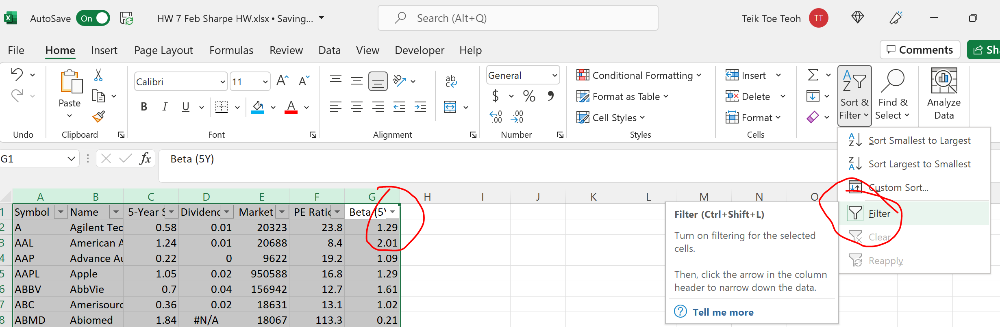 AutoSave On HW 7 Feb Sharpe HW.xlsx • Saving... Search (Alt+Q) Teik Toe Teoh TT
File Home Insert Page Layout Formulas Review Data View Developer Help Comments
Paste
Undo Clipboard
Calibri 11
B I U
Font
ab
Alignment
General
$ % ,
Number
Conditional Formatting
Format as Table
Cell Styles
Styles
Insert
Delete
Format
Cells
Sort &
Filter
Find &
Select
Analyze
Data
Sort Smallest to Largest
Sort Largest to Smallest
Custom Sort...
Filter
Clear
Reapply
G1 fx Beta (5Y)
A B C D E F G H I J K L M N O
1 Symbol Name 5-Year Dividend Market PE Ratio Beta (5Y
2 A Agilent Tec 0.58 0.01 20323 23.8 1.29
3 AAL American A 1.24 0.01 20688 8.4 2.01
4 AAP Advance Au 0.22 0 9622 19.2 1.09
5 AAPL Apple 1.05 0.02 950588 16.8 1.29
6 ABBV AbbVie 0.7 0.04 156942 12.7 1.61
7 ABC Amerisourc 0.36 0.02 18631 13.1 1.02
8 ABMD Abiomed 1.84 #N/A 18067 113.3 0.21
Filter (Ctrl+Shift+L)
Turn on filtering for the selected
cells.
Then, click the arrow in the column
header to narrow down the data.
Tell me more